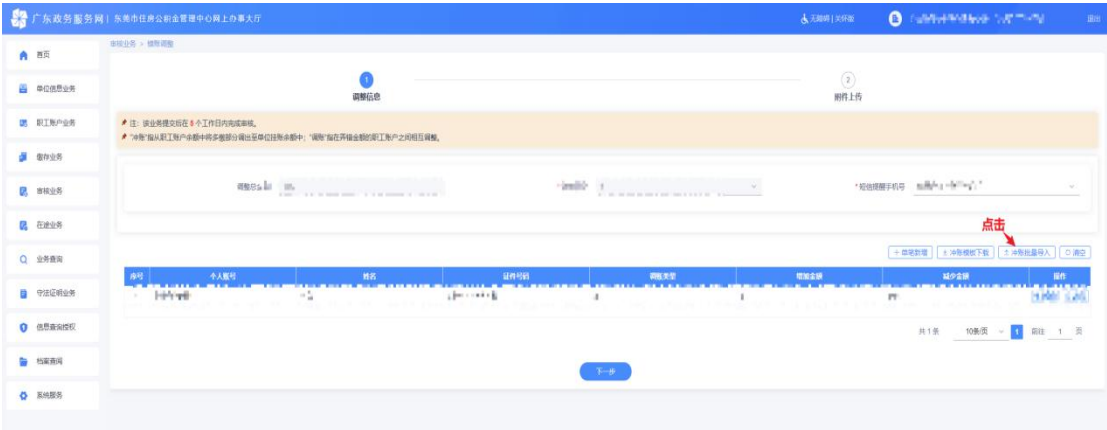 广东政务服务网 | 东莞市住房公积金管理中心网上办事大厅
无障碍 | 关怀版
退出
首页
单位信息业务
职工账户业务
缴存业务
审核业务
在途业务
业务查询
守法证明业务
信息查询授权
档案查阅
系统服务
审核业务 > 错账调整
1
调整信息
2
附件上传
注：该业务提交后在 5 个工作日内完成审核。
"冲账"指从职工账户余额中将多缴部分调出至单位挂账余额中；"调账"指在弄错金额的职工账户之间相互调整。
调整总
*短信提醒手机号
点击
单笔新增
冲账模板下载
冲账批量导入
清空
序号 个人账号 姓名 证件号码 调账类型 增加金额 减少金额 操作
共 1 条 10条/页 1 前往 1 页
下一步